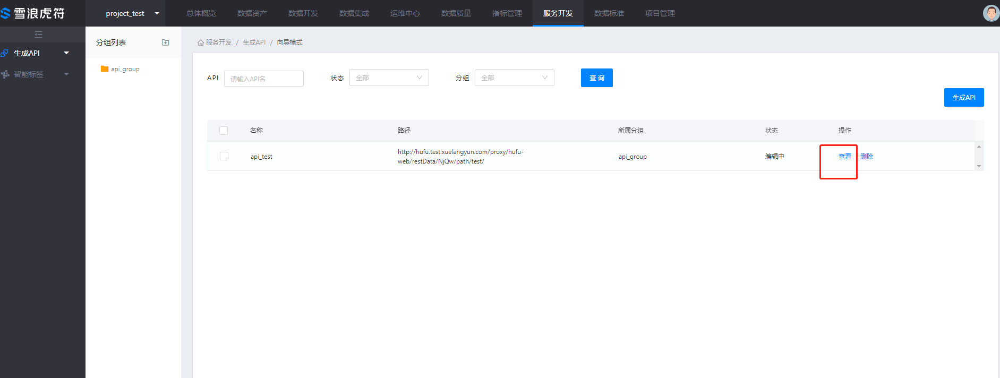 雪浪虎符
project_test
总体概览
数据资产
数据开发
数据集成
运维中心
数据质量
指标管理
服务开发
数据标准
项目管理
生成API
智能标签
分组列表
api_group
服务开发 / 生成API / 向导模式
API 请输入API名 状态 全部 分组 全部 查 询
生成API
名称 路径 所属分组 状态 操作
api_test
http://hufu.test.xuelangyun.com/proxy/hufu-
web/restData/NjQw/path/test/
api_group
编辑中
查看 删除